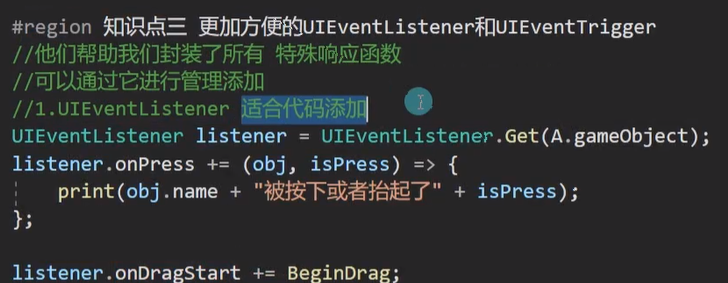 #region 知识点三 更加方便的UIEventListener和UIEventTrigger
//他们帮助我们封装了所有 特殊响应函数
//可以通过它进行管理添加
//1.UIEventListener 适合代码添加
UIEventListener listener = UIEventListener.Get(A.gameObject);
listener.onPress += (obj, isPress) => {
    print(obj.name + "被按下或者抬起了" + isPress);
};
listener.onDragStart += BeginDrag;